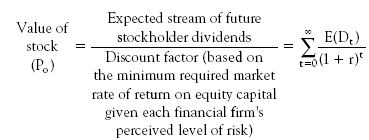 Value of stock (P₀) = Expected stream of future stockholder dividends / Discount factor (based on the minimum required market rate of return on equity capital given each financial firm's perceived level of risk) = ∞ Σ t=0 E(Dₜ) / (1 + r)ᵗ